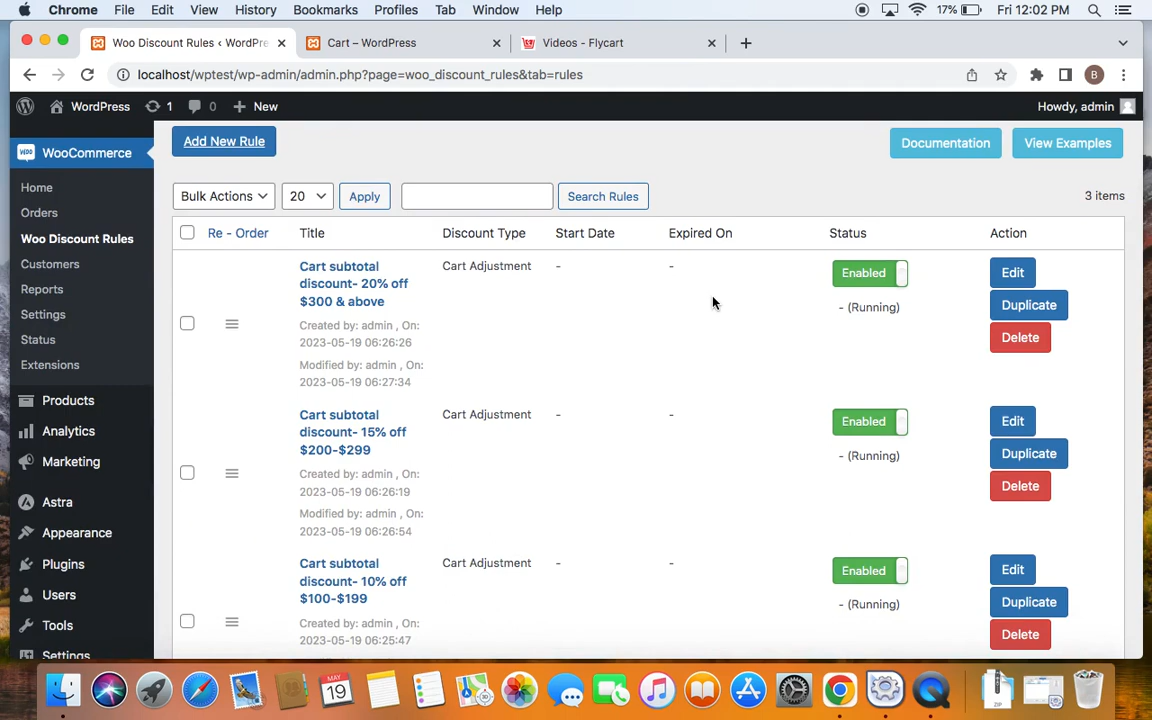 Chrome File Edit View History Bookmarks Profiles Tab Window Help 17% Fri 12:02 PM
Woo Discount Rules ‹ WordPre Cart – WordPress Videos - Flycart
localhost/wptest/wp-admin/admin.php?page=woo_discount_rules&tab=rules B
WordPress 1 0 New Howdy, admin
WooCommerce
Home
Orders
Woo Discount Rules
Customers
Reports
Settings
Status
Extensions
Products
Analytics
Marketing
Astra
Appearance
Plugins
Users
Tools
Settings
Add New Rule Documentation View Examples
Bulk Actions 20 Apply Search Rules 3 items
Re - Order Title Discount Type Start Date Expired On Status Action
Cart subtotal Cart Adjustment - - Enabled Edit
discount- 20% off
$300 & above - (Running) Duplicate
Created by: admin , On: Delete
2023-05-19 06:26:26
Modified by: admin , On:
2023-05-19 06:27:34
Cart subtotal Cart Adjustment - - Enabled Edit
discount- 15% off
$200-$299 - (Running) Duplicate
Created by: admin , On: Delete
2023-05-19 06:26:19
Modified by: admin , On:
2023-05-19 06:26:54
Cart subtotal Cart Adjustment - - Enabled Edit
discount- 10% off
$100-$199 - (Running) Duplicate
Created by: admin , On: Delete
2023-05-19 06:25:47
MAY
19
ZIP